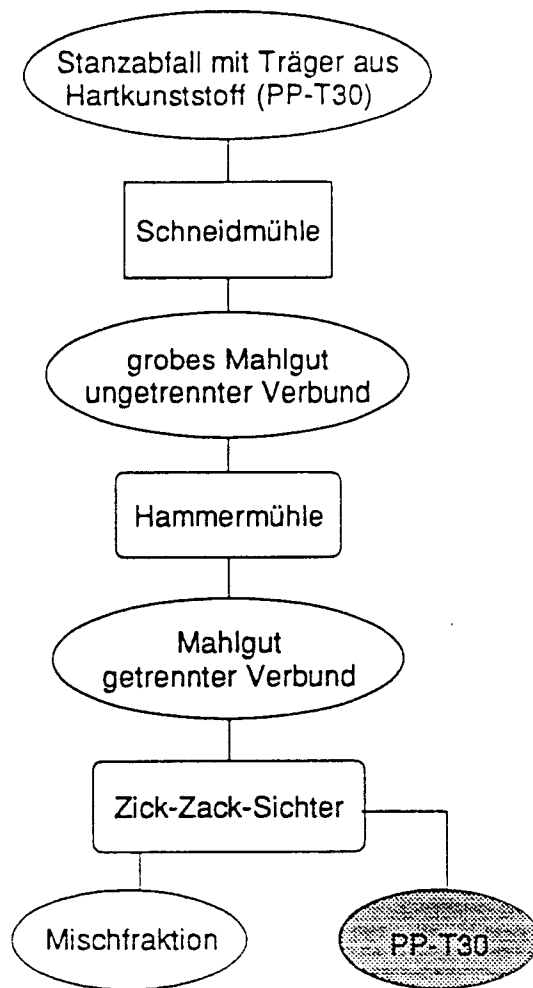 Stanzabfall mit Träger aus
Hartkunststoff (PP-T30)
Schneidmühle
grobes Mahlgut
ungetrennter Verbund
Hammermühle
Mahlgut
getrennter Verbund
Zick-Zack-Sichter
Mischfraktion
PP-T30